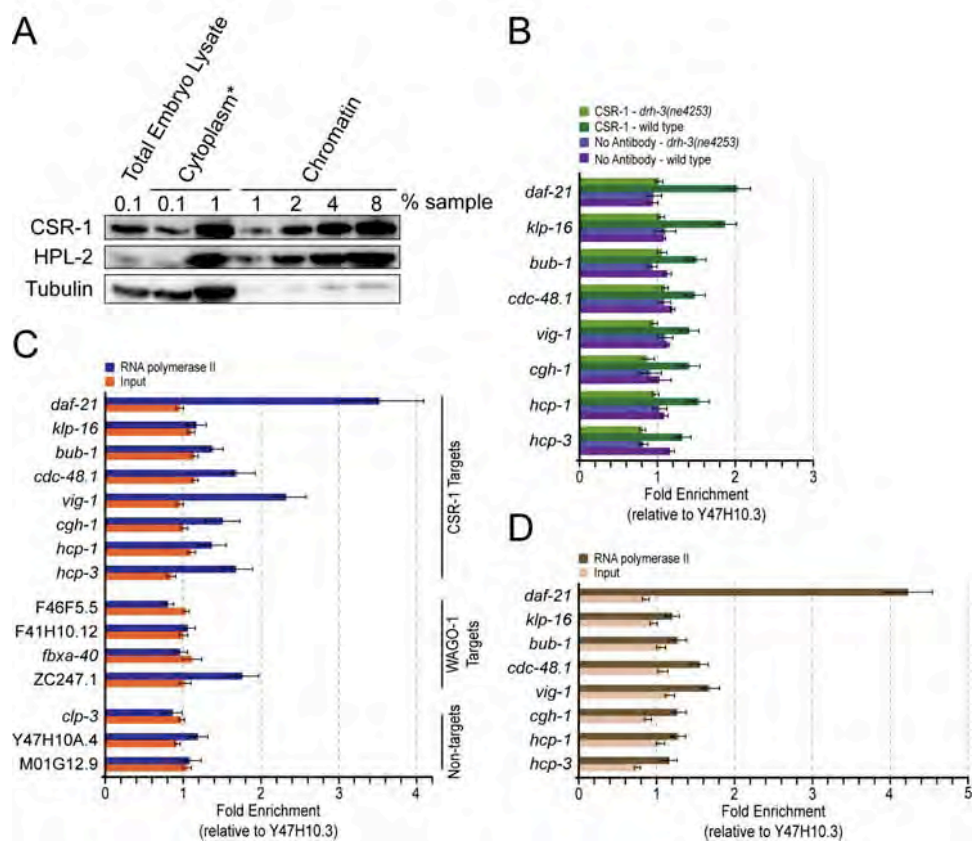 A
Total Embryo Lysate
Cytoplasm*
Chromatin
0.1 0.1 1 1 2 4 8 % sample
CSR-1
HPL-2
Tubulin
B
CSR-1 - drh-3(ne4253)
CSR-1 - wild type
No Antibody - drh-3(ne4253)
No Antibody - wild type
daf-21
klp-16
bub-1
cdc-48.1
vig-1
cgh-1
hcp-1
hcp-3
0 1 2 3
Fold Enrichment
(relative to Y47H10.3)
C
RNA polymerase II
Input
daf-21
klp-16
bub-1
cdc-48.1
vig-1
cgh-1
hcp-1
hcp-3
CSR-1 Targets
F46F5.5
F41H10.12
fbxa-40
ZC247.1
WAGO-1
Targets
clp-3
Y47H10A.4
M01G12.9
Non-targets
0 1 2 3 4
Fold Enrichment
(relative to Y47H10.3)
D
RNA polymerase II
Input
daf-21
klp-16
bub-1
cdc-48.1
vig-1
cgh-1
hcp-1
hcp-3
0 1 2 3 4 5
Fold Enrichment
(relative to Y47H10.3)